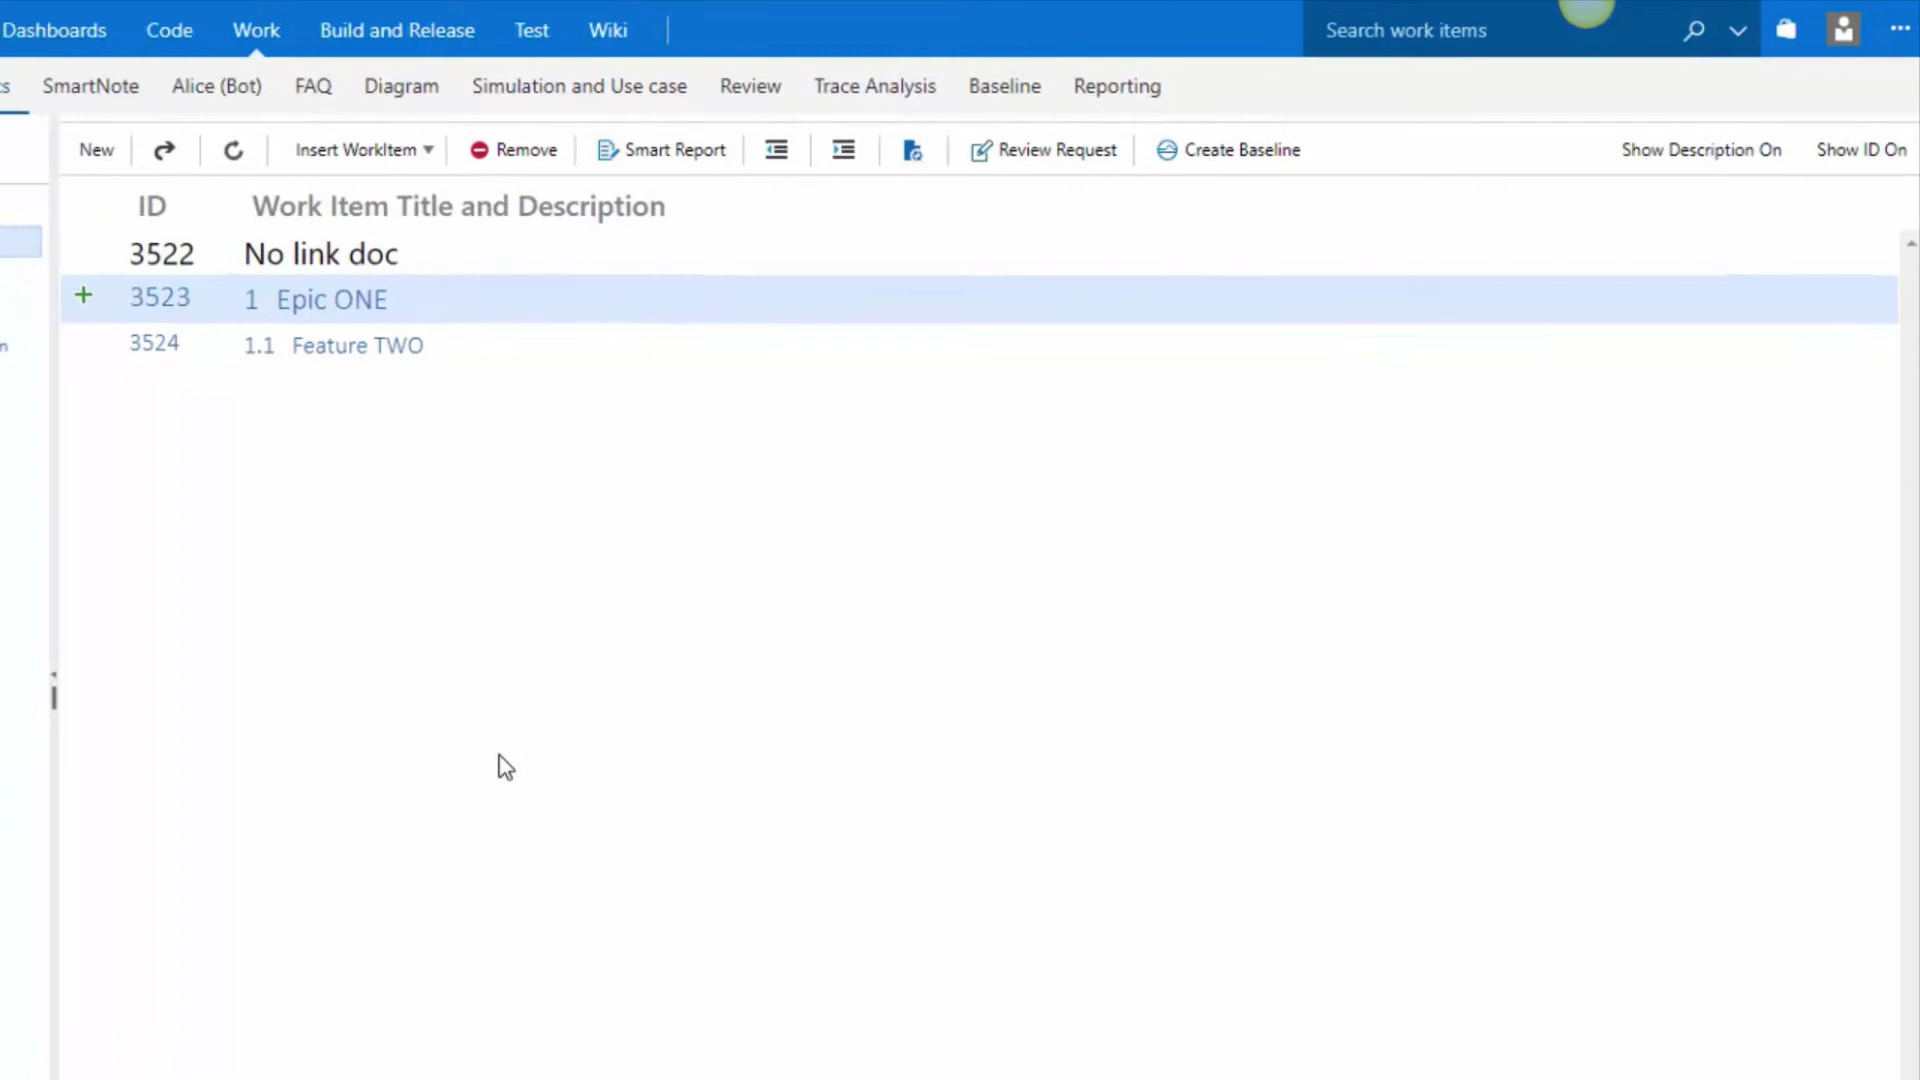 Dashboards Code Work Build and Release Test Wiki Search work items
s SmartNote Alice (Bot) FAQ Diagram Simulation and Use case Review Trace Analysis Baseline Reporting
New Insert WorkItem Remove Smart Report Review Request Create Baseline Show Description On Show ID On
ID Work Item Title and Description
3522 No link doc
3523 1 Epic ONE
3524 1.1 Feature TWO
n